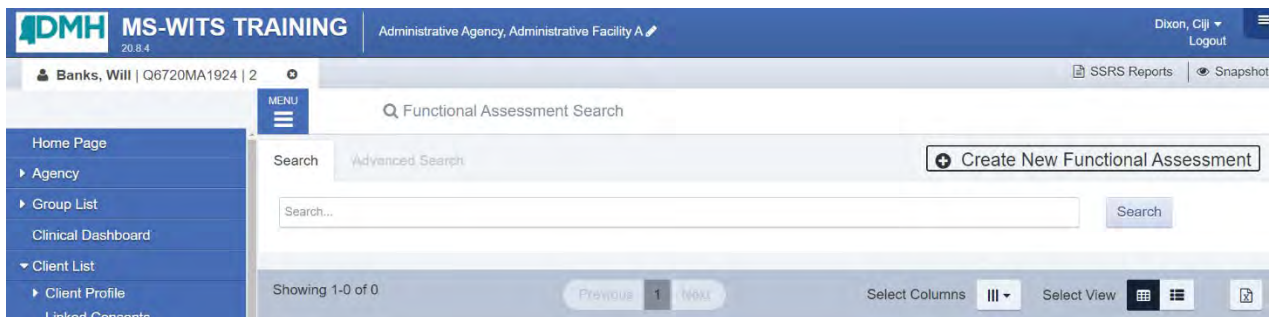 DMH MS-WITS TRAINING
20.8.4
Administrative Agency, Administrative Facility A
Dixon, Ciji
Logout
Banks, Will | Q6720MA1924 | 2
SSRS Reports
Snapshot
MENU
Functional Assessment Search
Home Page
Agency
Group List
Clinical Dashboard
Client List
Client Profile
Linked Consents
Search
Advanced Search
Create New Functional Assessment
Search...
Search
Showing 1-0 of 0
Previous 1 Next
Select Columns
Select View